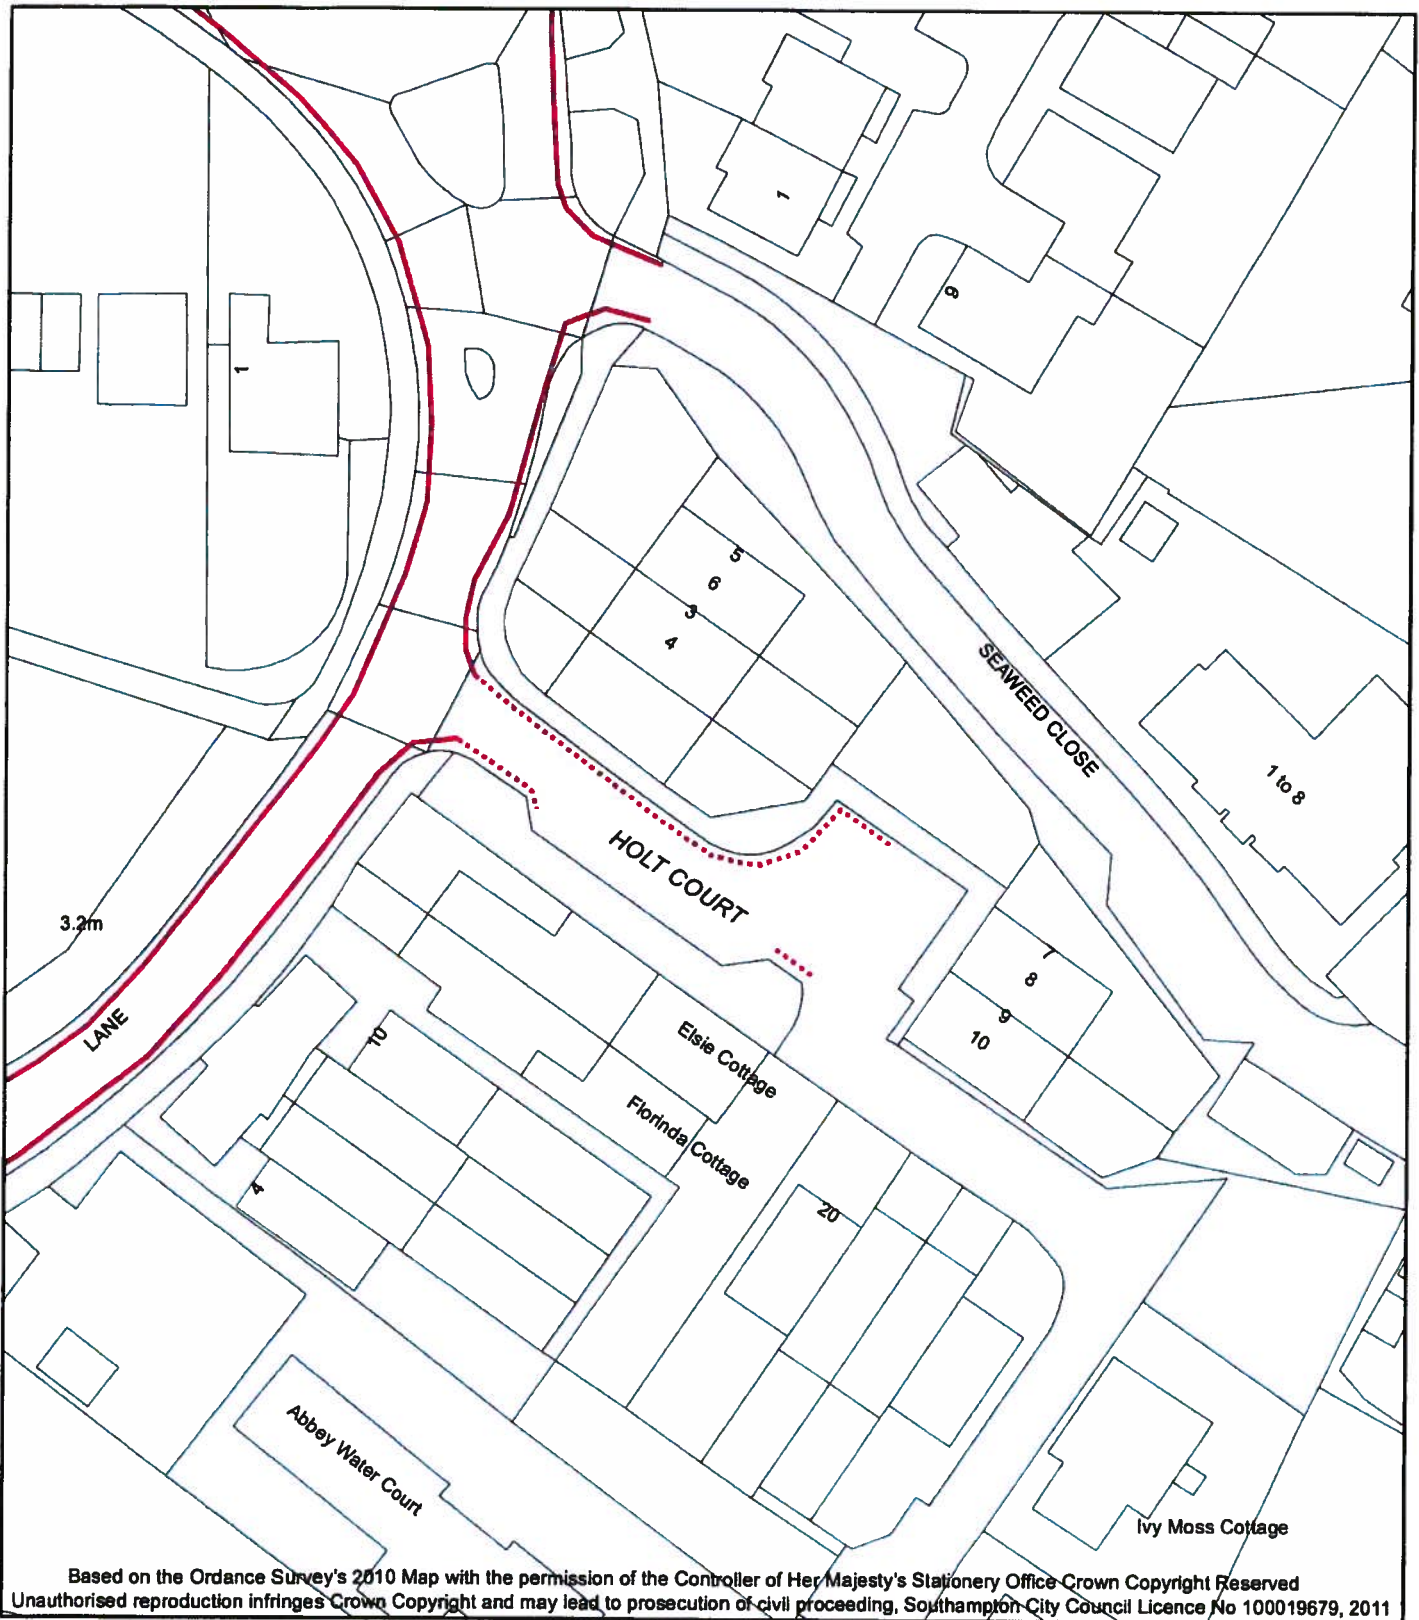 1
9
1
5
6
3
4
SEAWEED CLOSE
1 to 8
HOLT COURT
3.2m
7
8
9
10
LANE
10
Elsie Cottage
Florinda Cottage
4
20
Abbey Water Court
Ivy Moss Cottage
Based on the Ordance Survey's 2010 Map with the permission of the Controller of Her Majesty's Stationery Office Crown Copyright Reserved
Unauthorised reproduction infringes Crown Copyright and may lead to prosecution of civil proceeding, Southampton City Council Licence No 100019679, 2011